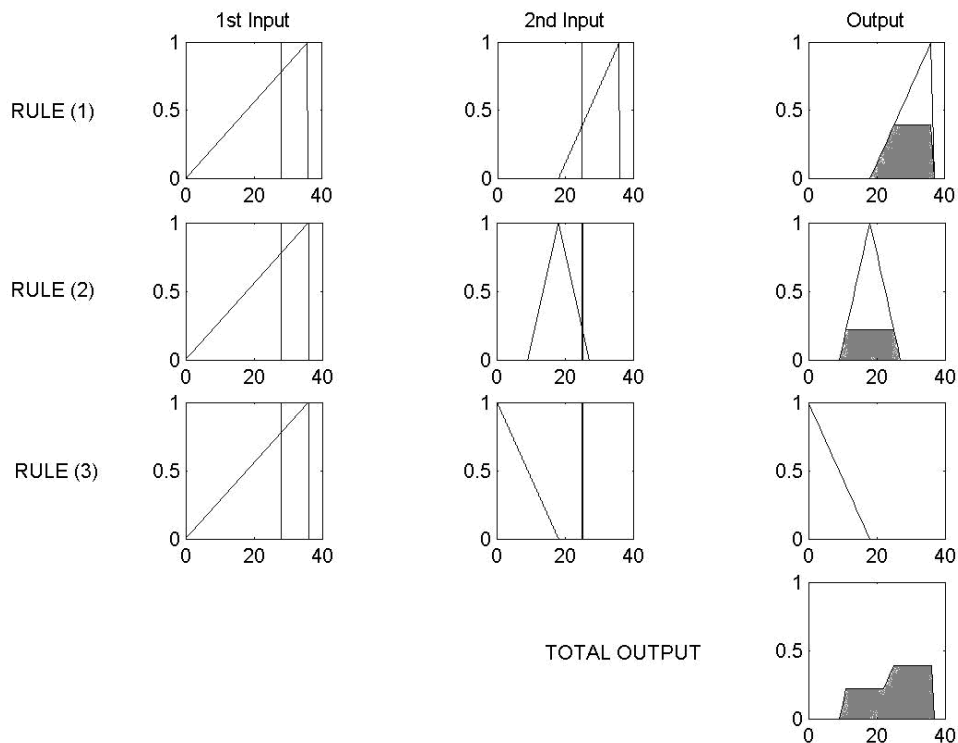 1st Input 2nd Input Output
1 1 1
RULE (1) 0.5 0.5 0.5
0 0 0
0 20 40 0 20 40 0 20 40
1 1 1
RULE (2) 0.5 0.5 0.5
0 0 0
0 20 40 0 20 40 0 20 40
1 1 1
RULE (3) 0.5 0.5 0.5
0 0 0
0 20 40 0 20 40 0 20 40
1
TOTAL OUTPUT 0.5
0
0 20 40